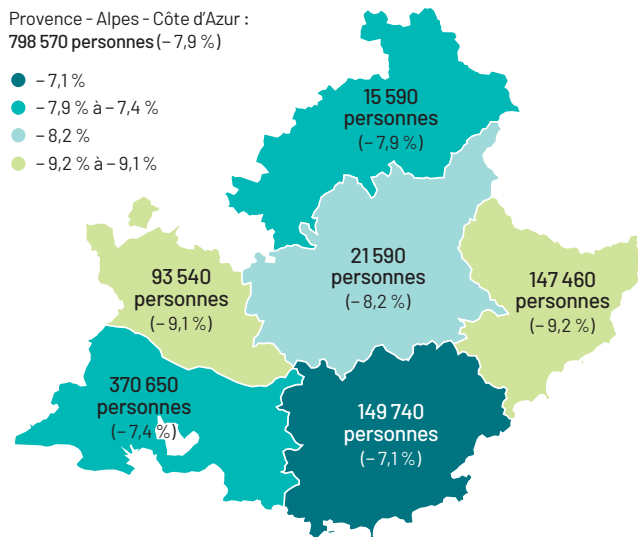 Provence - Alpes - Côte d’Azur :
798 570 personnes (– 7,9 %)
– 7,1 %
– 7,9 % à – 7,4 %
– 8,2 %
– 9,2 % à – 9,1 %
15 590
personnes
(– 7,9 %)
21 590
personnes
(– 8,2 %)
93 540
personnes
(– 9,1 %)
147 460
personnes
(– 9,2 %)
370 650
personnes
(– 7,4 %)
149 740
personnes
(– 7,1 %)